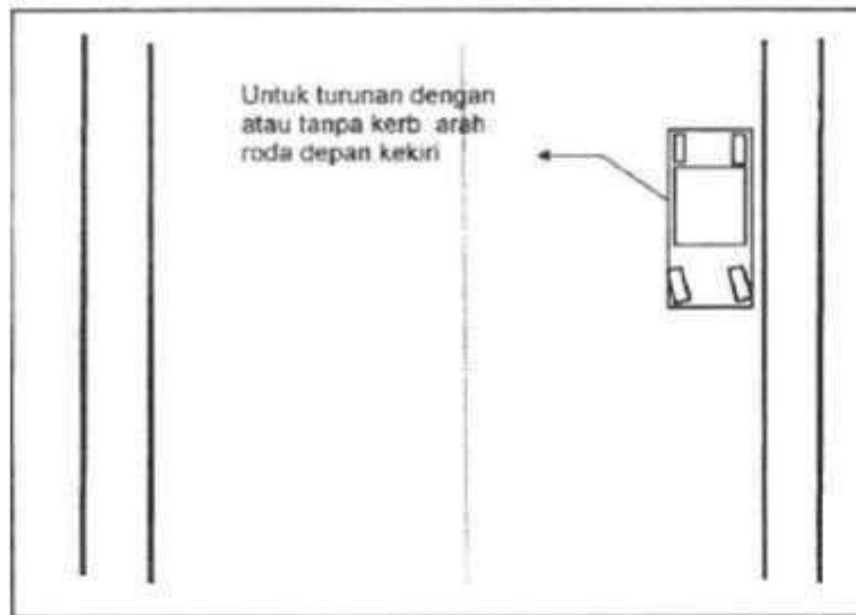 Untuk turunan dengan
atau tanpa kerb arah
roda depan kekiri